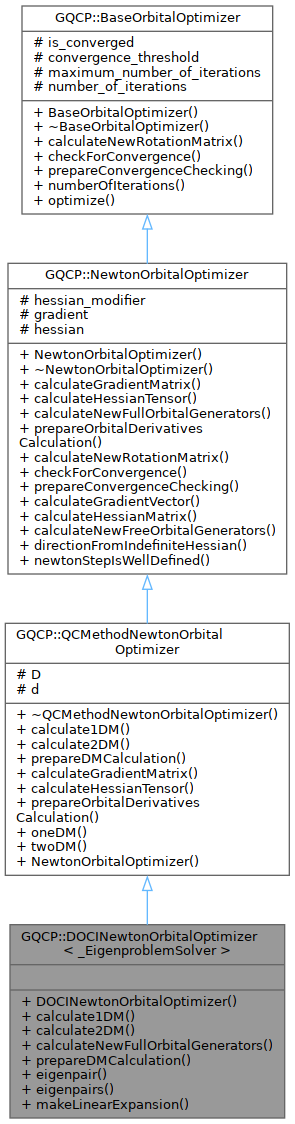 GQCP::BaseOrbitalOptimizer
# is_converged
# convergence_threshold
# maximum_number_of_iterations
# number_of_iterations
+ BaseOrbitalOptimizer()
+ ~BaseOrbitalOptimizer()
+ calculateNewRotationMatrix()
+ checkForConvergence()
+ prepareConvergenceChecking()
+ numberOfIterations()
+ optimize()
GQCP::NewtonOrbitalOptimizer
# hessian_modifier
# gradient
# hessian
+ NewtonOrbitalOptimizer()
+ ~NewtonOrbitalOptimizer()
+ calculateGradientMatrix()
+ calculateHessianTensor()
+ calculateNewFullOrbitalGenerators()
+ prepareOrbitalDerivatives
Calculation()
+ calculateNewRotationMatrix()
+ checkForConvergence()
+ prepareConvergenceChecking()
+ calculateGradientVector()
+ calculateHessianMatrix()
+ calculateNewFreeOrbitalGenerators()
+ directionFromIndefiniteHessian()
+ newtonStepIsWellDefined()
GQCP::QCMethodNewtonOrbital
Optimizer
# D
# d
+ ~QCMethodNewtonOrbitalOptimizer()
+ calculate1DM()
+ calculate2DM()
+ prepareDMCalculation()
+ calculateGradientMatrix()
+ calculateHessianTensor()
+ prepareOrbitalDerivatives
Calculation()
+ oneDM()
+ twoDM()
+ NewtonOrbitalOptimizer()
GQCP::DOCINewtonOrbitalOptimizer
< _EigenproblemSolver >
+ DOCINewtonOrbitalOptimizer()
+ calculate1DM()
+ calculate2DM()
+ calculateNewFullOrbitalGenerators()
+ prepareDMCalculation()
+ eigenpair()
+ eigenpairs()
+ makeLinearExpansion()